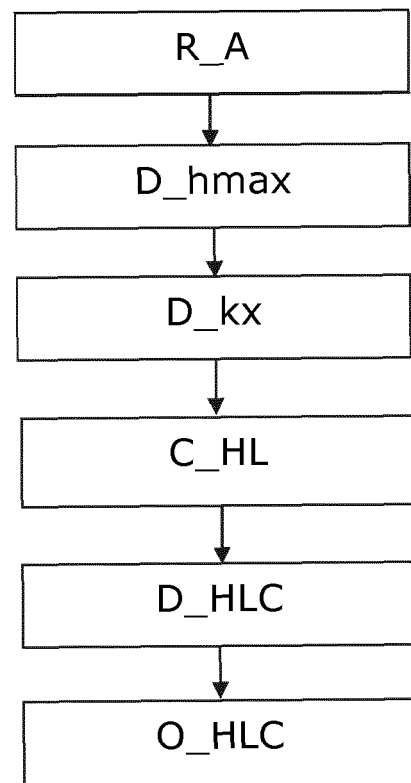 R_A
D_hmax
D_kx
C_HL
D_HLC
O_HLC